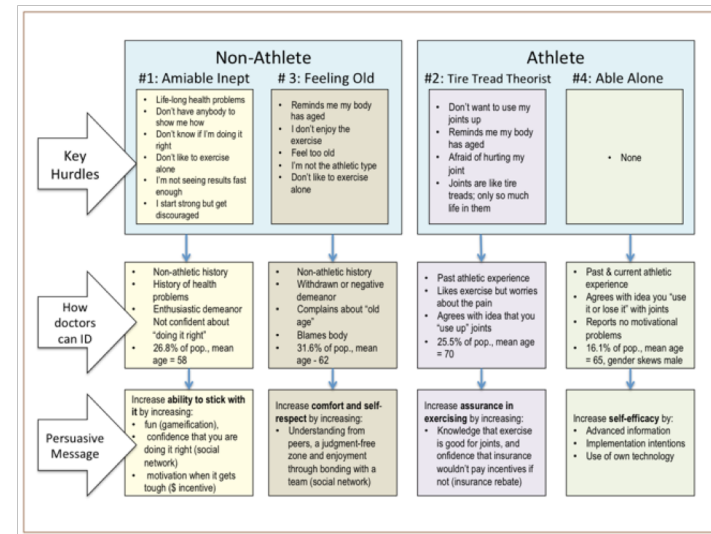 Non-Athlete
Athlete
#1: Amiable Inept
# 3: Feeling Old
#2: Tire Tread Theorist
#4: Able Alone
Key
Hurdles
• Life-long health problems
• Don't have anybody to
show me how
• Don't know if I'm doing it
right
• Don't like to exercise
alone
• I'm not seeing results fast
enough
• I start strong but get
discouraged
• Reminds me my body
has aged
• I don't enjoy the
exercise
• Feel too old
• I'm not the athletic type
• Don't like to exercise
alone
• Don't want to use my
joints up
• Reminds me my body
has aged
• Afraid of hurting my
joint
• Joints are like tire
treads; only so much
life in them
• None
How
doctors
can ID
• Non-athletic history
• History of health
problems
• Enthusiastic demeanor
• Not confident about
"doing it right"
• 26.8% of pop., mean
age = 58
• Non-athletic history
• Withdrawn or negative
demeanor
• Complains about "old
age"
• Blames body
• 31.6% of pop., mean
age - 62
• Past athletic experience
• Likes exercise but worries
about the pain
• Agrees with idea that you
"use up" joints
• 25.5% of pop., mean age
= 70
• Past & current athletic
experience
• Agrees with idea you "use
it or lose it" with joints
• Reports no motivational
problems
• 16.1% of pop., mean age
= 65, gender skews male
Persuasive
Message
Increase ability to stick with
it by increasing:
• fun (gameification),
• confidence that you are
doing it right (social
network)
• motivation when it gets
tough ($ incentive)
Increase comfort and self-
respect by increasing:
• Understanding from
peers, a judgment-free
zone and enjoyment
through bonding with a
team (social network)
Increase assurance in
exercising by increasing:
• Knowledge that exercise
is good for joints, and
onfidence that insurance
wouldn't pay incentives if
not (insurance rebate)
Increase self-efficacy by:
• Advanced information
• Implementation intentions
• Use of own technology